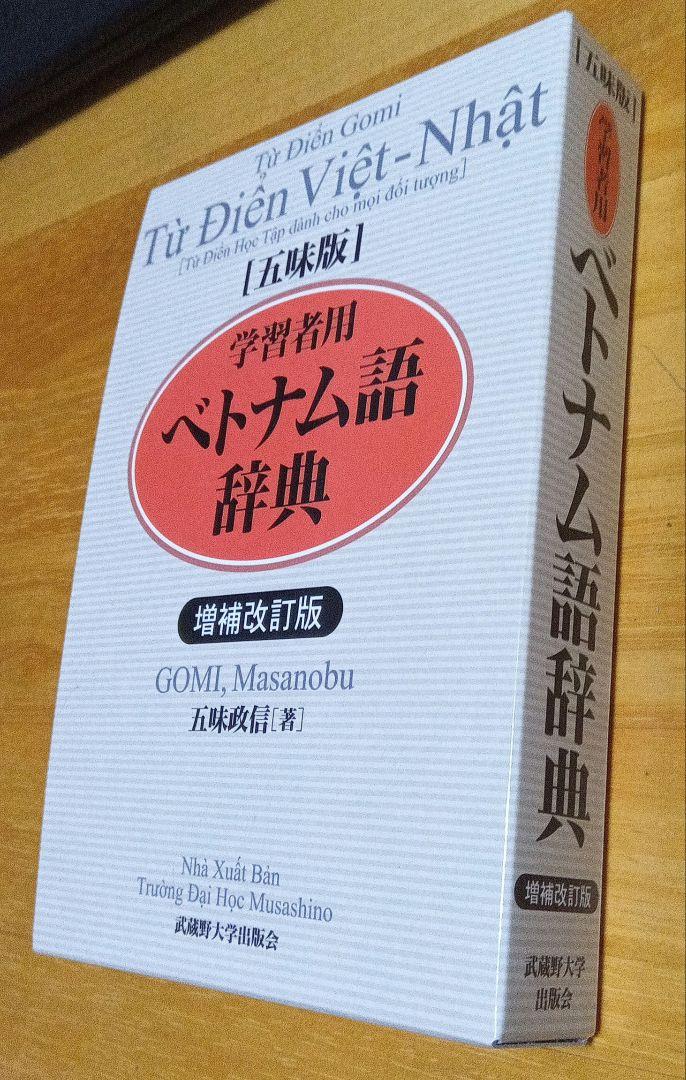 Từ Điển Gomi
Từ Điển Việt-Nhật
[Từ Điển Học Tập dành cho mọi đối tượng]
[五味版]
学習者用
ベトナム語
辞典
増補改訂版
GOMI, Masanobu
五味政信[著]
Nhà Xuất Bản
Trường Đại Học Musashino
武蔵野大学出版会
[五味版]
学習者用
ベトナム語辞典
増補改訂版
武蔵野大学
出版会